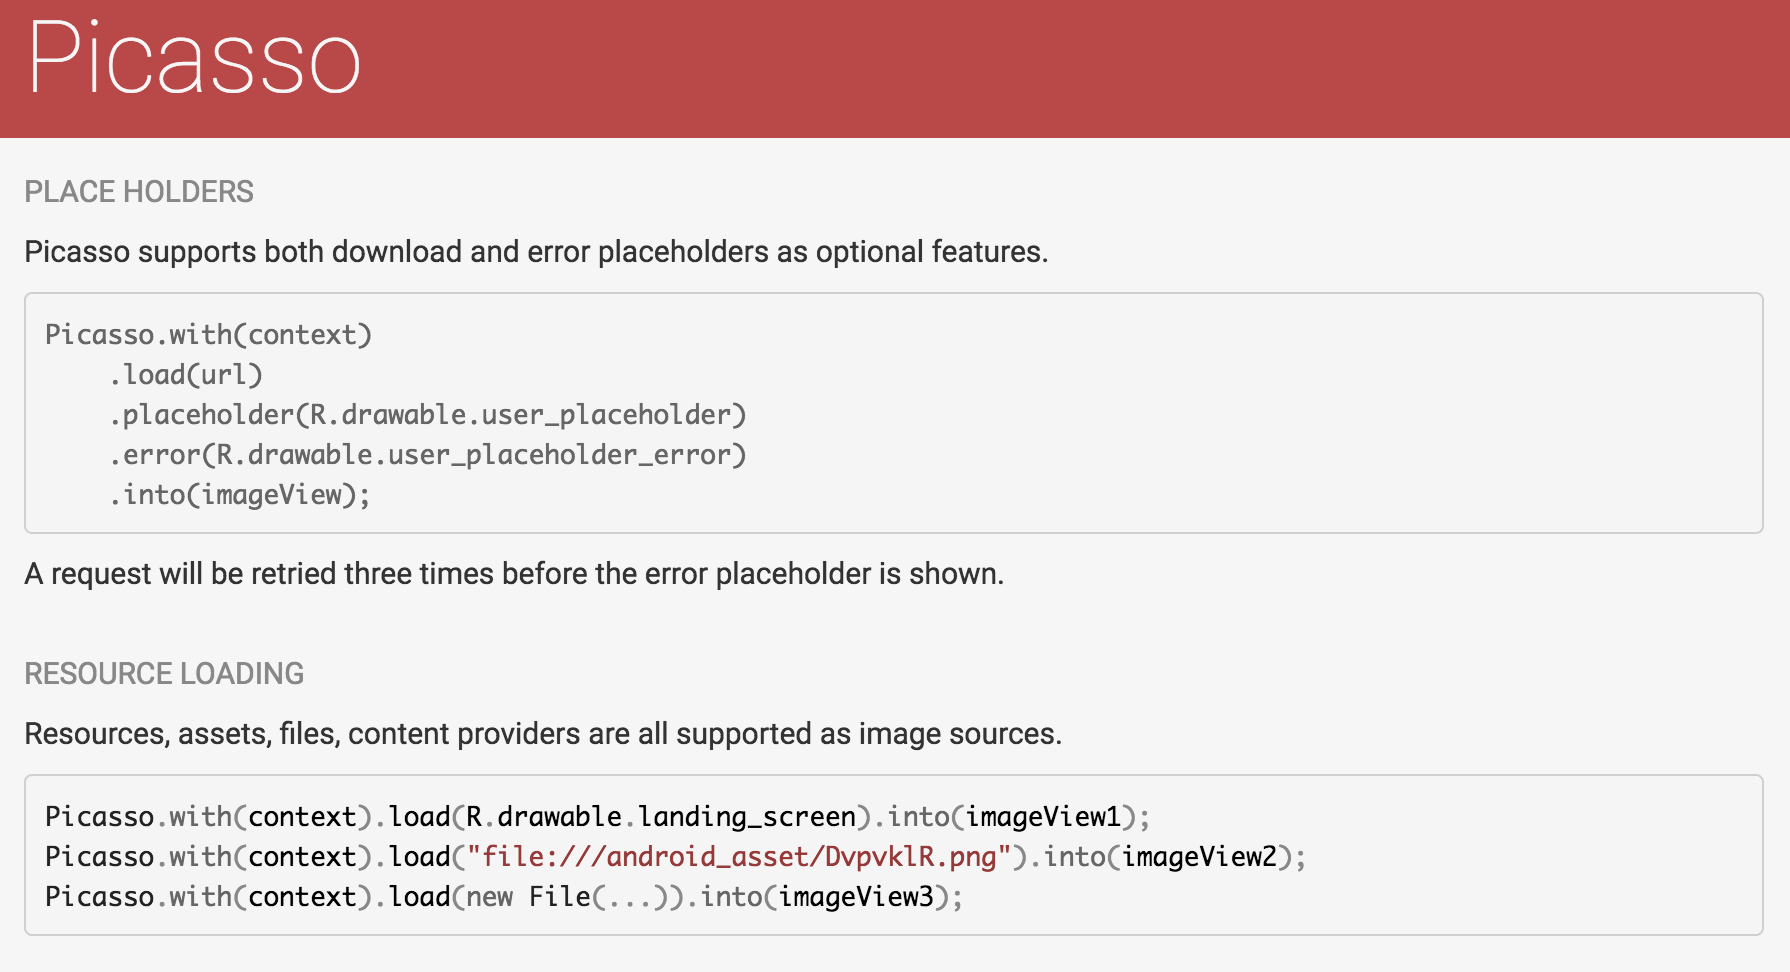 Picasso
PLACE HOLDERS
Picasso supports both download and error placeholders as optional features.
Picasso.with(context)
    .load(url)
    .placeholder(R.drawable.user_placeholder)
    .error(R.drawable.user_placeholder_error)
    .into(imageView);
A request will be retried three times before the error placeholder is shown.
RESOURCE LOADING
Resources, assets, files, content providers are all supported as image sources.
Picasso.with(context).load(R.drawable.landing_screen).into(imageView1);
Picasso.with(context).load("file:///android_asset/DvpvklR.png").into(imageView2);
Picasso.with(context).load(new File(...)).into(imageView3);